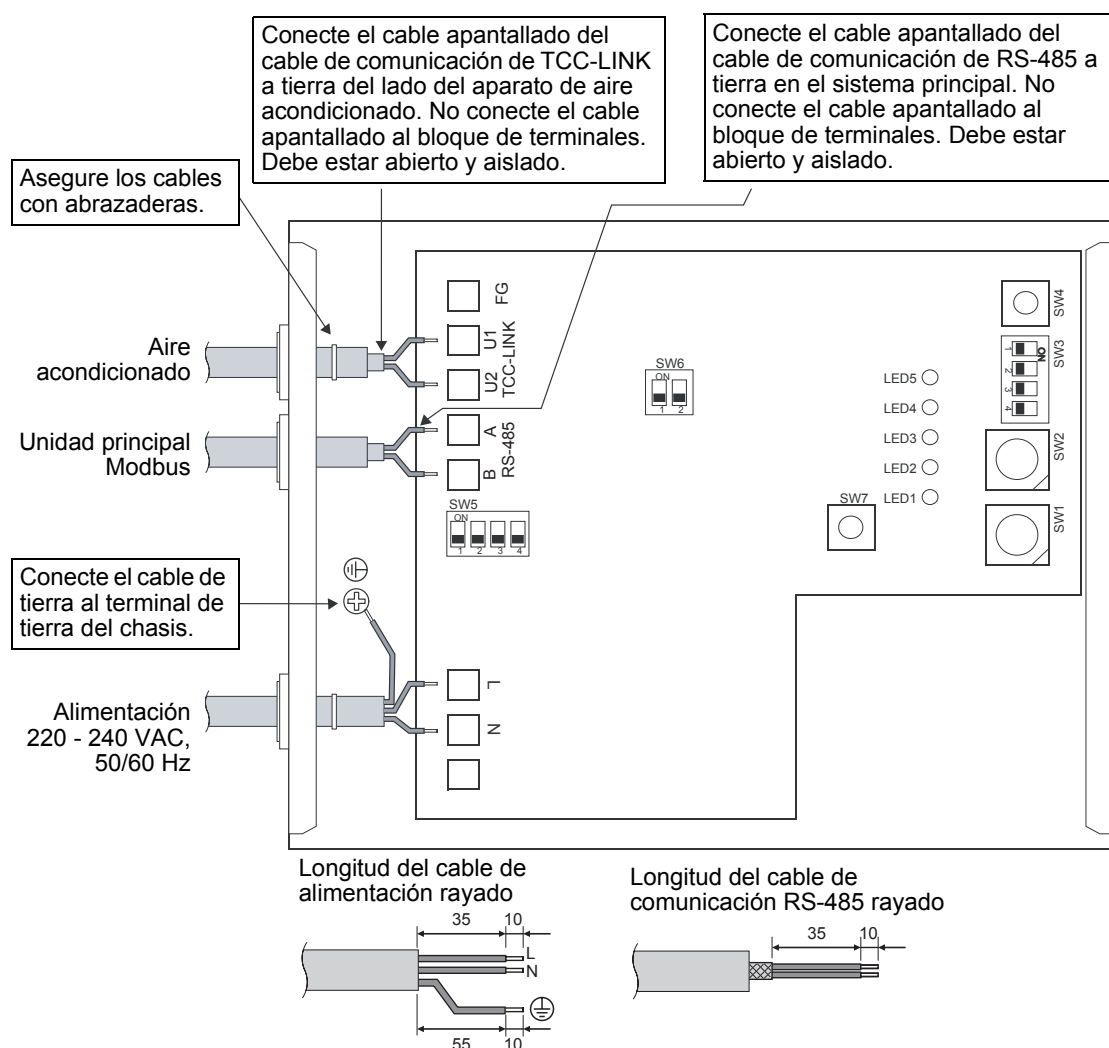 Conecte el cable apantallado del
cable de comunicación de TCC-LINK
a tierra del lado del aparato de aire
acondicionado. No conecte el cable
apantallado al bloque de terminales.
Debe estar abierto y aislado.
Conecte el cable apantallado del
cable de comunicación de RS-485 a
tierra en el sistema principal. No
conecte el cable apantallado al
bloque de terminales. Debe estar
abierto y aislado.
Asegure los cables
con abrazaderas.
Aire
acondicionado
Unidad principal
Modbus
Conecte el cable de
tierra al terminal de
tierra del chasis.
Alimentación
220 - 240 VAC,
50/60 Hz
FG
U1
U2
TCC-LINK
A
B
RS-485
SW5
ON
1 2 3 4
L
N
SW6
ON
1 2
LED5
LED4
LED3
LED2
LED1
SW7
SW4
SW3
ON
1
2
3
4
SW2
SW1
Longitud del cable de
alimentación rayado
35 10
L
N
55 10
Longitud del cable de
comunicación RS-485 rayado
35 10